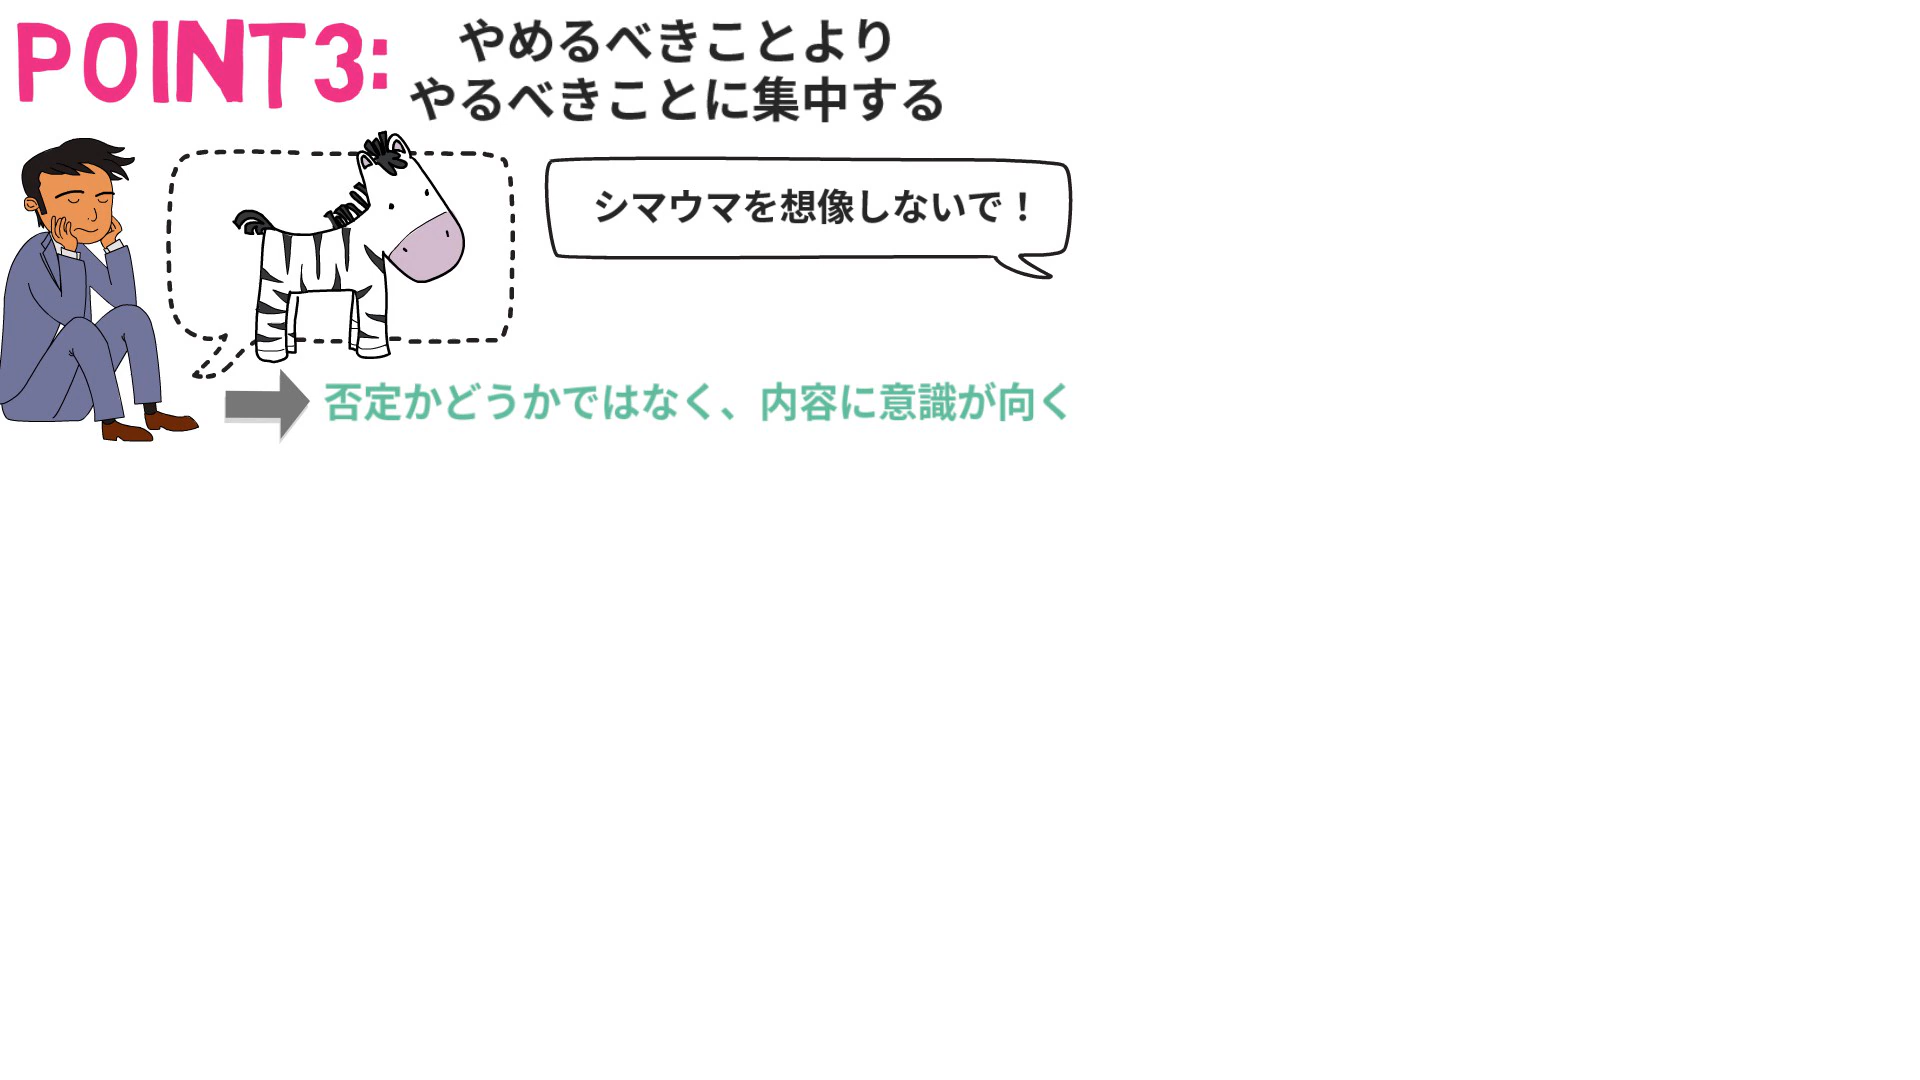 POINT3:
やめるべきことより
やるべきことに集中する
シマウマを想像しないで！
否定かどうかではなく、内容に意識が向く